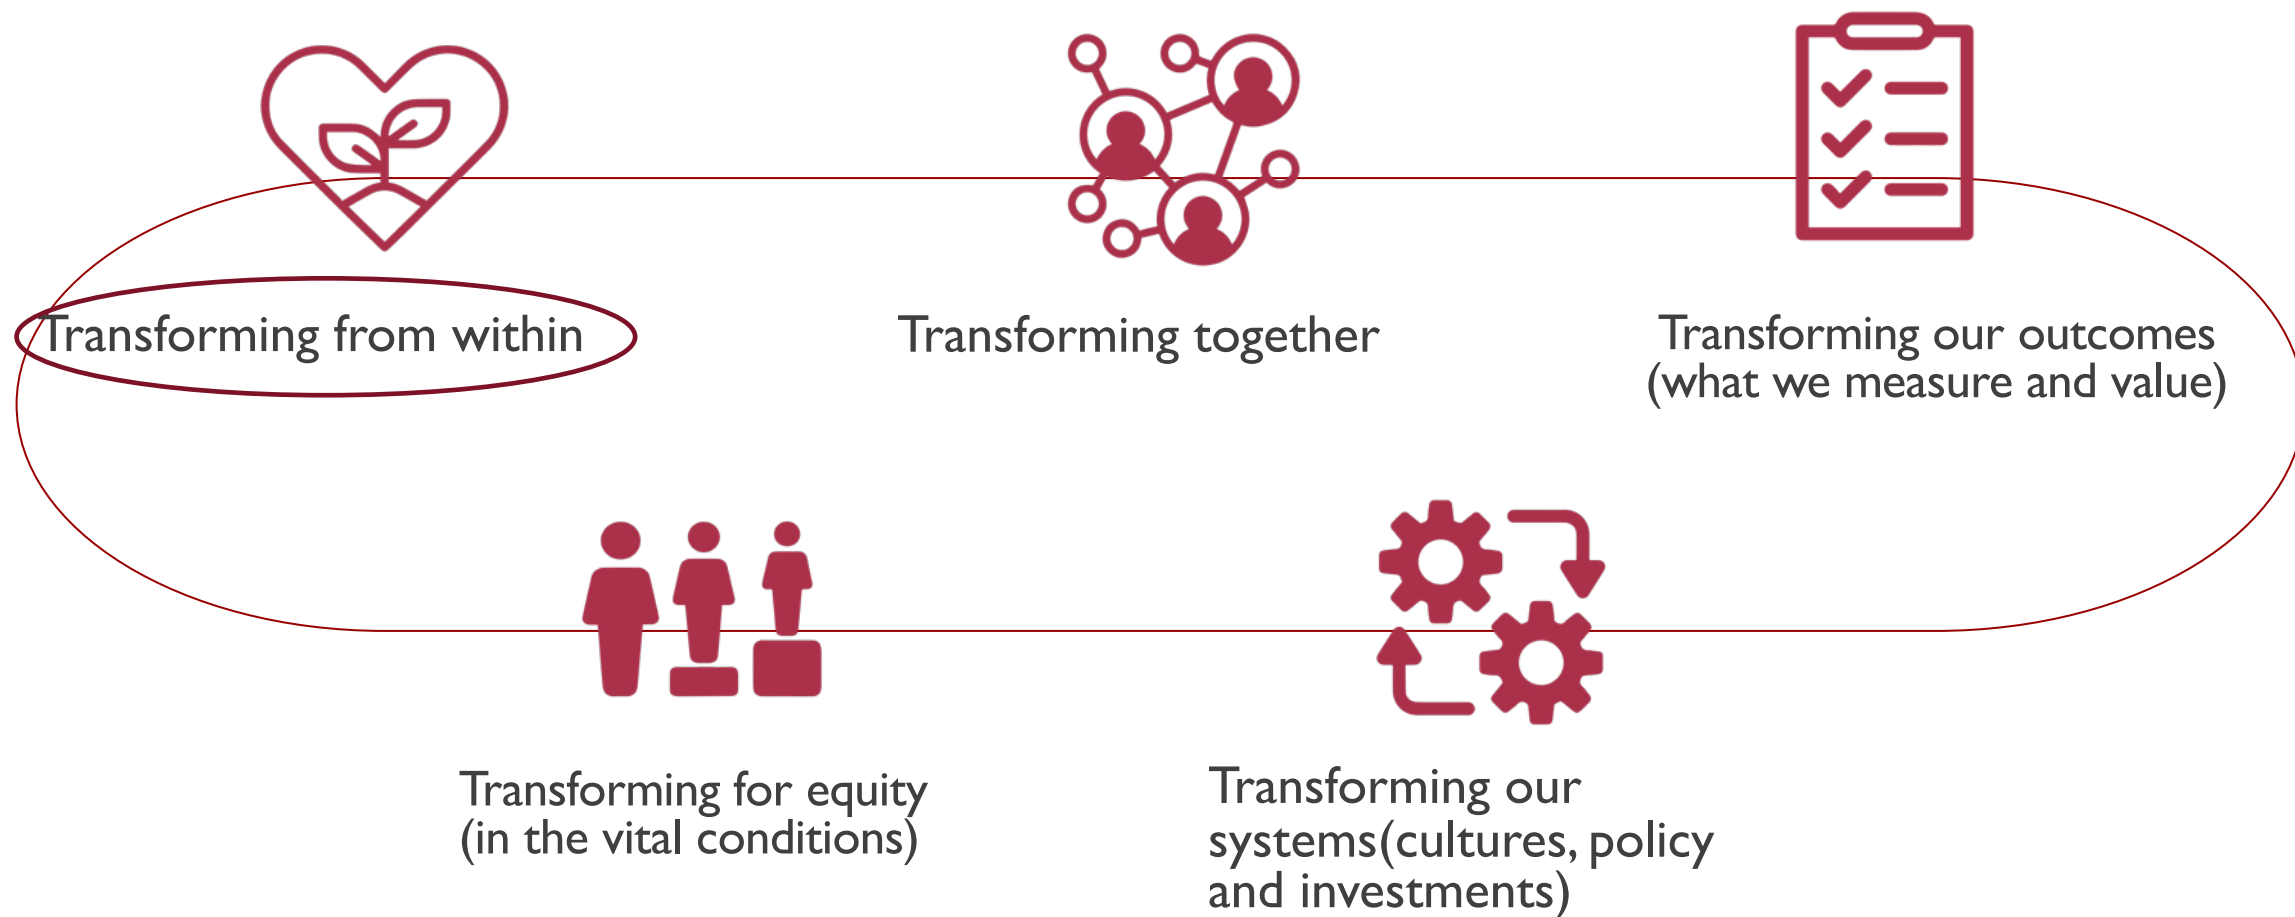 Transforming from within
Transforming together
Transforming our outcomes
(what we measure and value)
Transforming for equity
(in the vital conditions)
Transforming our
systems(cultures, policy
and investments)